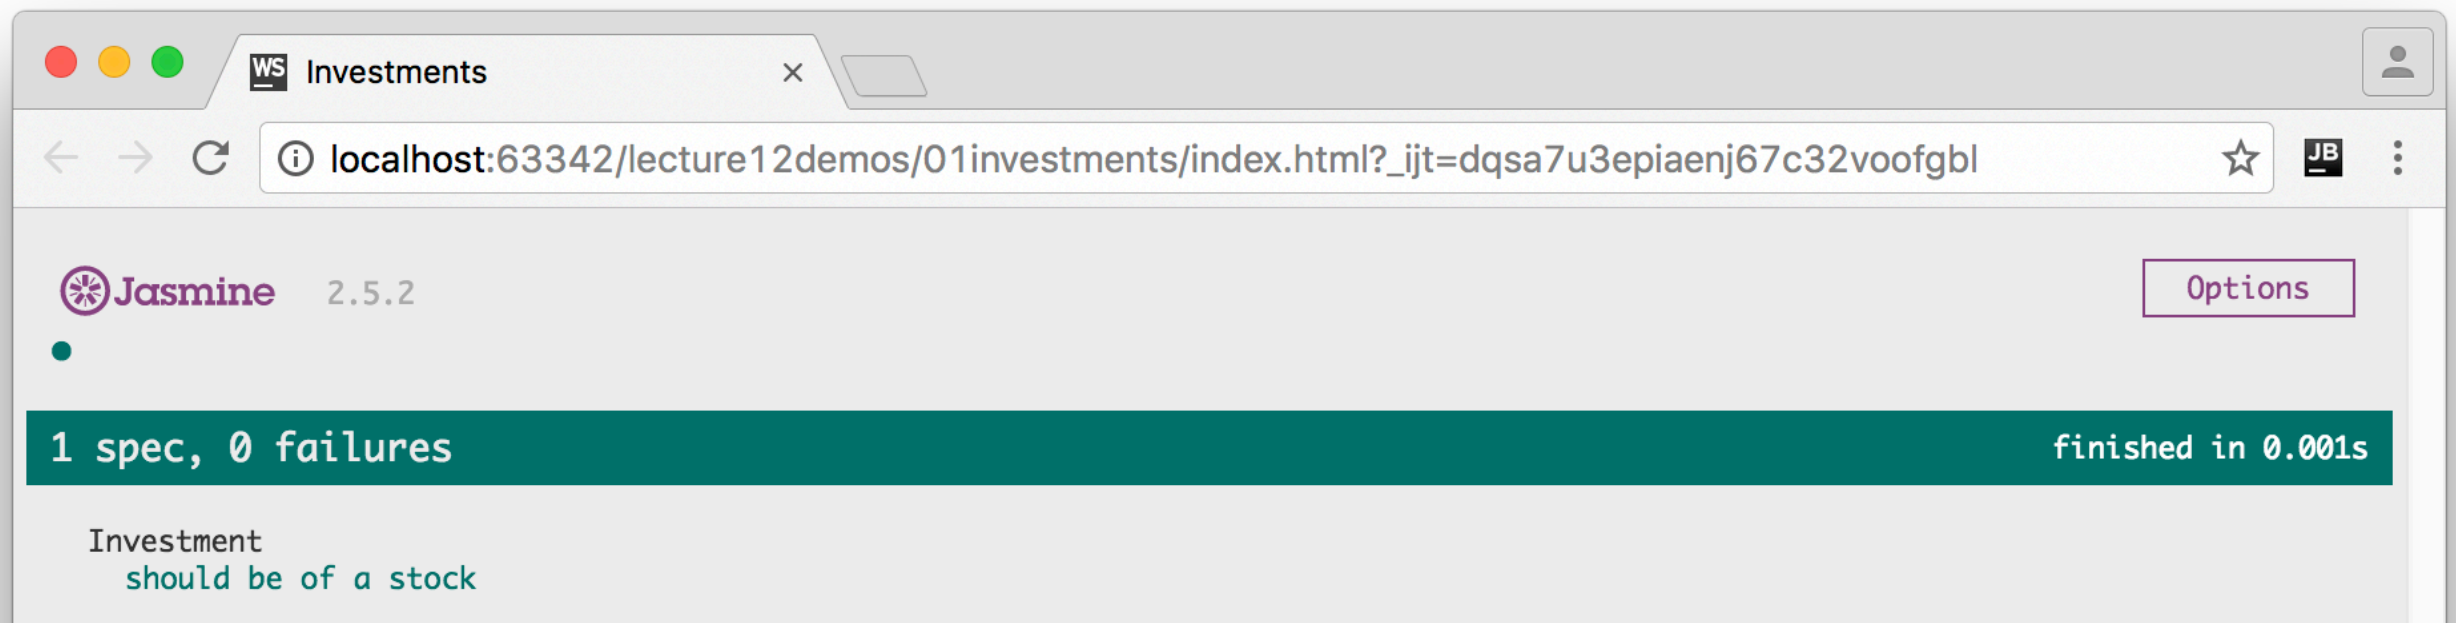 WS Investments
localhost:63342/lecture12demos/01investments/index.html?_ijt=dqsa7u3epiaenj67c32voofgbl
JB
Jasmine 2.5.2
Options
1 spec, 0 failures
finished in 0.001s
Investment
should be of a stock